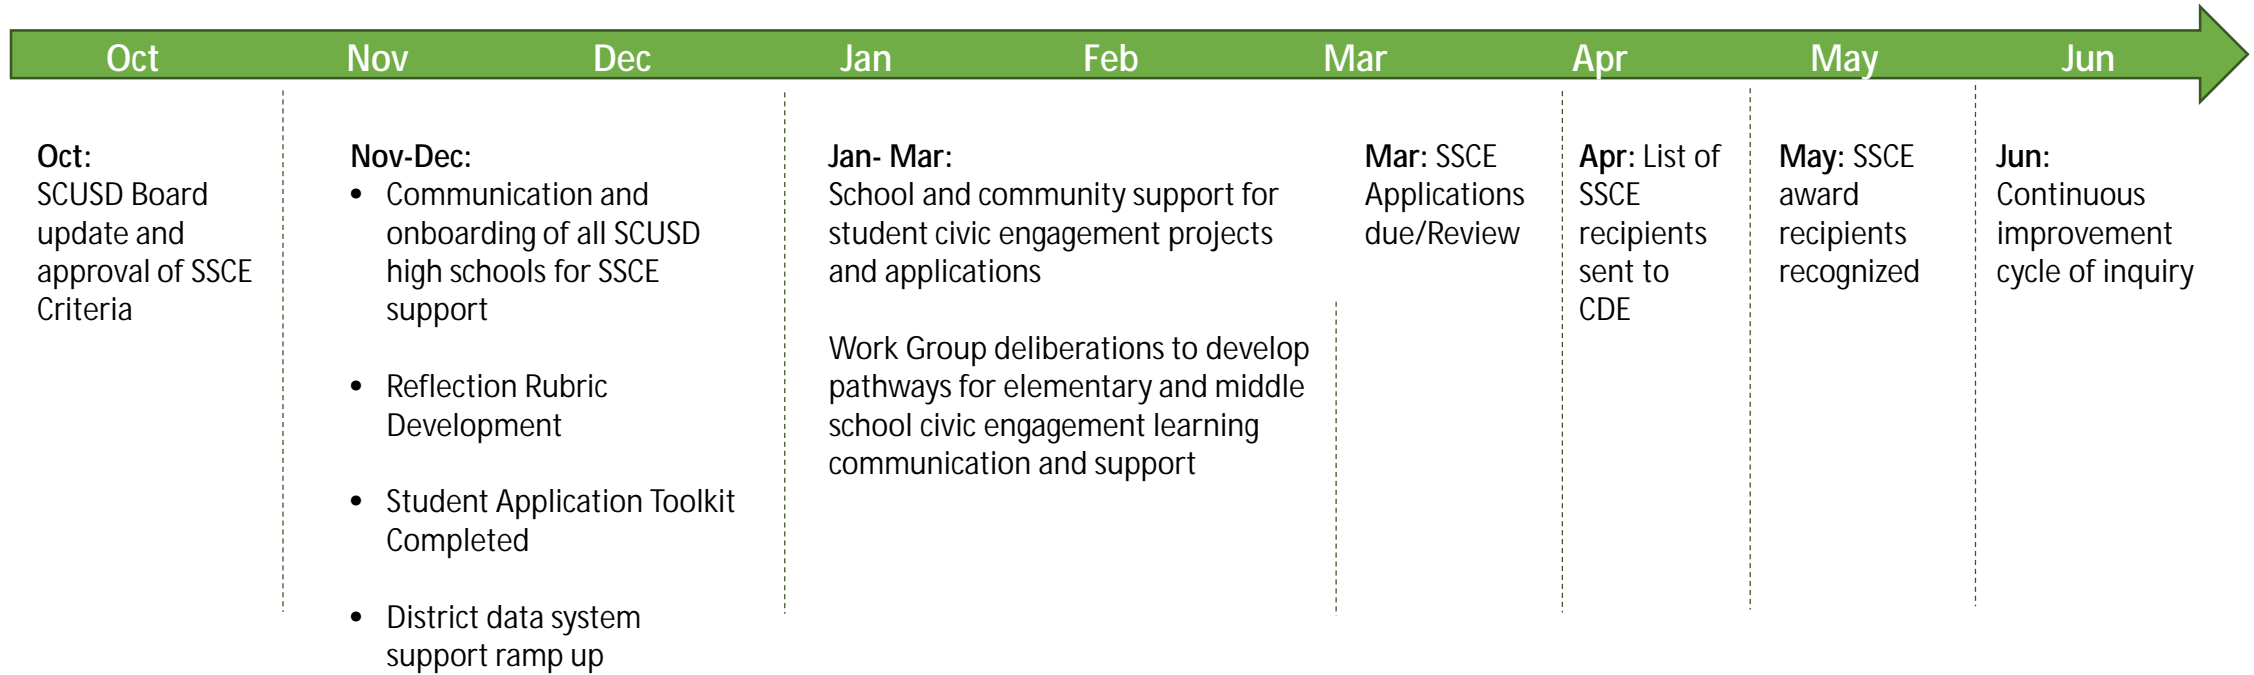 Oct Nov Dec Jan Feb Mar Apr May Jun
Oct:
SCUSD Board
update and
approval of SSCE
Criteria
Nov-Dec:
• Communication and
onboarding of all SCUSD
high schools for SSCE
support
• Reflection Rubric
Development
• Student Application Toolkit
Completed
• District data system
support ramp up
Jan- Mar:
School and community support for
student civic engagement projects
and applications
Work Group deliberations to develop
pathways for elementary and middle
school civic engagement learning
communication and support
Mar: SSCE
Applications
due/Review
Apr: List of
SSCE
recipients
sent to
CDE
May: SSCE
award
recipients
recognized
Jun:
Continuous
improvement
cycle of inquiry